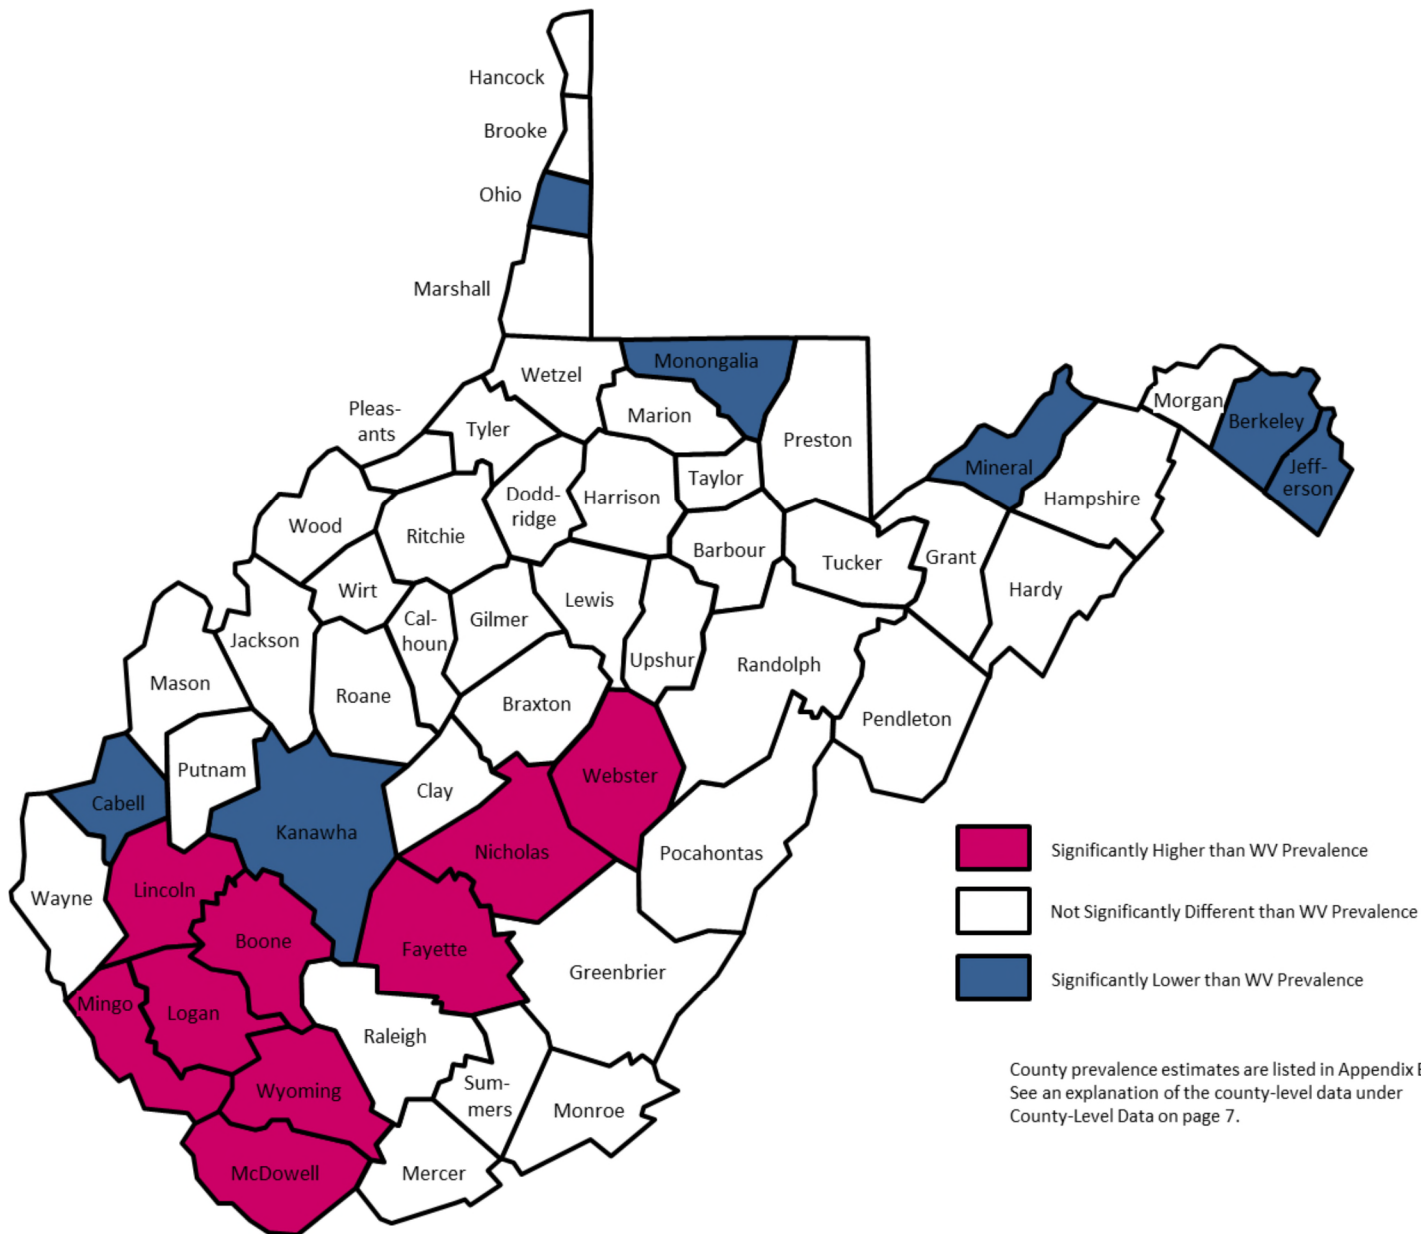 Hancock
Brooke
Ohio
Marshall
Wetzel
Monongalia
Marion
Preston
Pleas-
ants
Tyler
Dodd-
ridge
Harrison
Taylor
Mineral
Morgan
Berkeley
Jeff-
erson
Hampshire
Wood
Ritchie
Barbour
Tucker
Grant
Hardy
Wirt
Cal-
houn
Gilmer
Lewis
Upshur
Randolph
Jackson
Mason
Roane
Braxton
Pendleton
Putnam
Cabell
Kanawha
Clay
Webster
Nicholas
Pocahontas
Wayne
Lincoln
Boone
Fayette
Greenbrier
Mingo
Logan
Raleigh
Wyoming
Sum-
mers
Monroe
McDowell
Mercer
Significantly Higher than WV Prevalence
Not Significantly Different than WV Prevalence
Significantly Lower than WV Prevalence
County prevalence estimates are listed in Appendix
See an explanation of the county-level data under
County-Level Data on page 7.